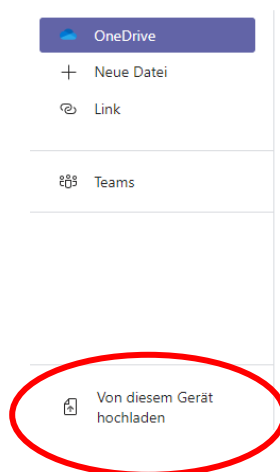 OneDrive
Neue Datei
Link
Teams
Von diesem Gerät
hochladen